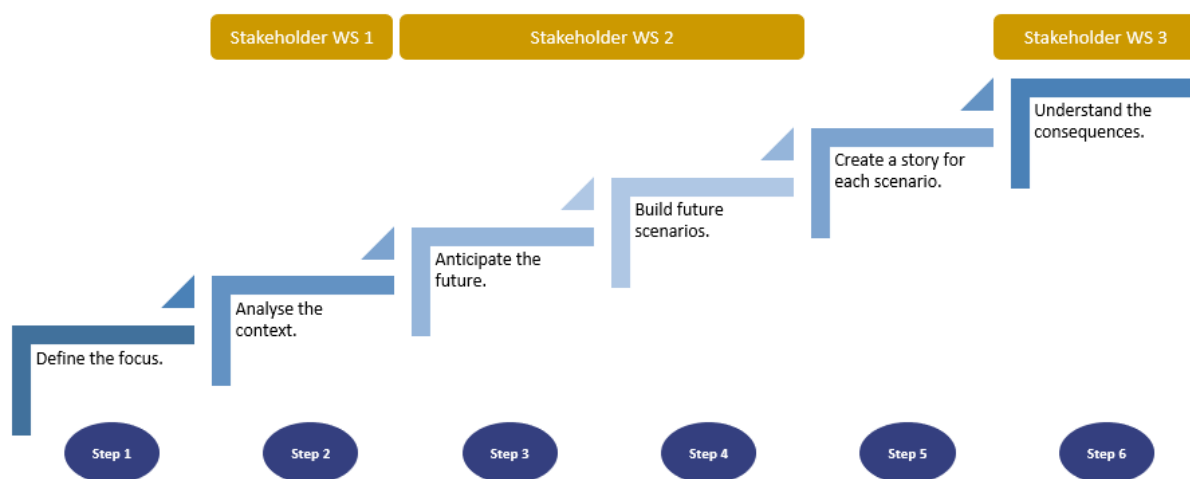 Stakeholder WS 1
Stakeholder WS 2
Stakeholder WS 3
Define the focus.
Analyse the
context.
Anticipate the
future.
Build future
scenarios.
Create a story for
each scenario.
Understand the
consequences.
Step 1
Step 2
Step 3
Step 4
Step 5
Step 6